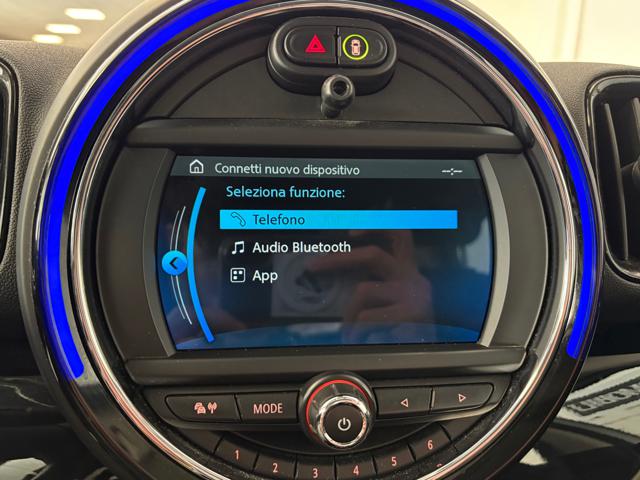 Connetti nuovo dispositivo --:--
Seleziona funzione:
Telefono
Audio Bluetooth
App
MODE
1 2 3 4 5 6